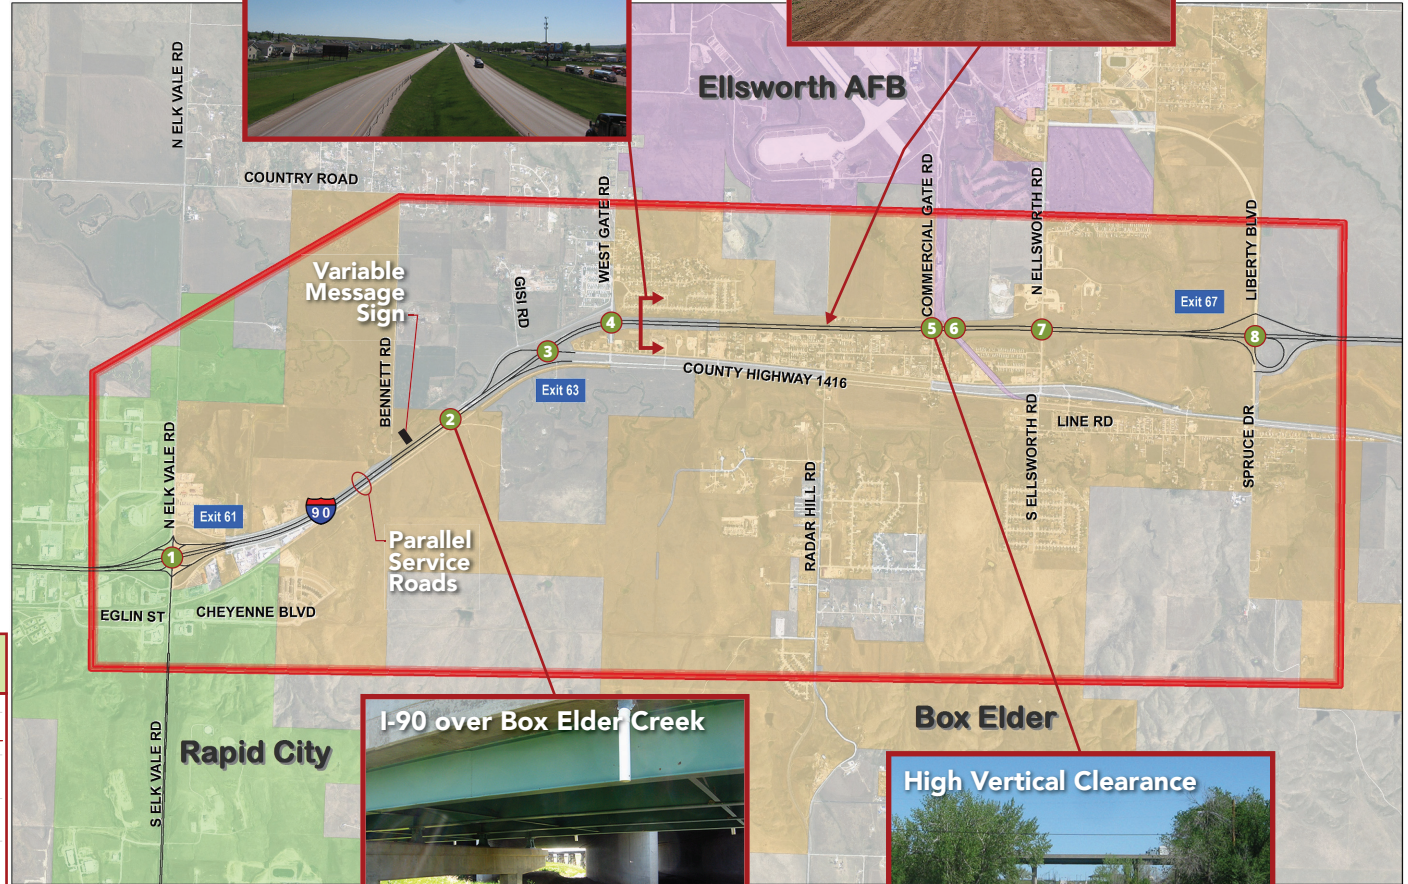 N ELK VALE RD
COUNTRY ROAD
Ellsworth AFB
WEST GATE RD
COMMERCIAL GATE RD
N ELLSWORTH RD
LIBERTY BLVD
Variable
Message
Sign
GISI RD
BENNETT RD
Exit 67
4
5
6
7
8
3
Exit 63
COUNTY HIGHWAY 1416
2
LINE RD
S ELLSWORTH RD
SPRUCE DR
N ELK VALE RD
RADAR HILL RD
Exit 61
90
1
Parallel
Service
Roads
EGLIN ST
CHEYENNE BLVD
S ELK VALE RD
Rapid City
I-90 over Box Elder Creek
Box Elder
High Vertical Clearance